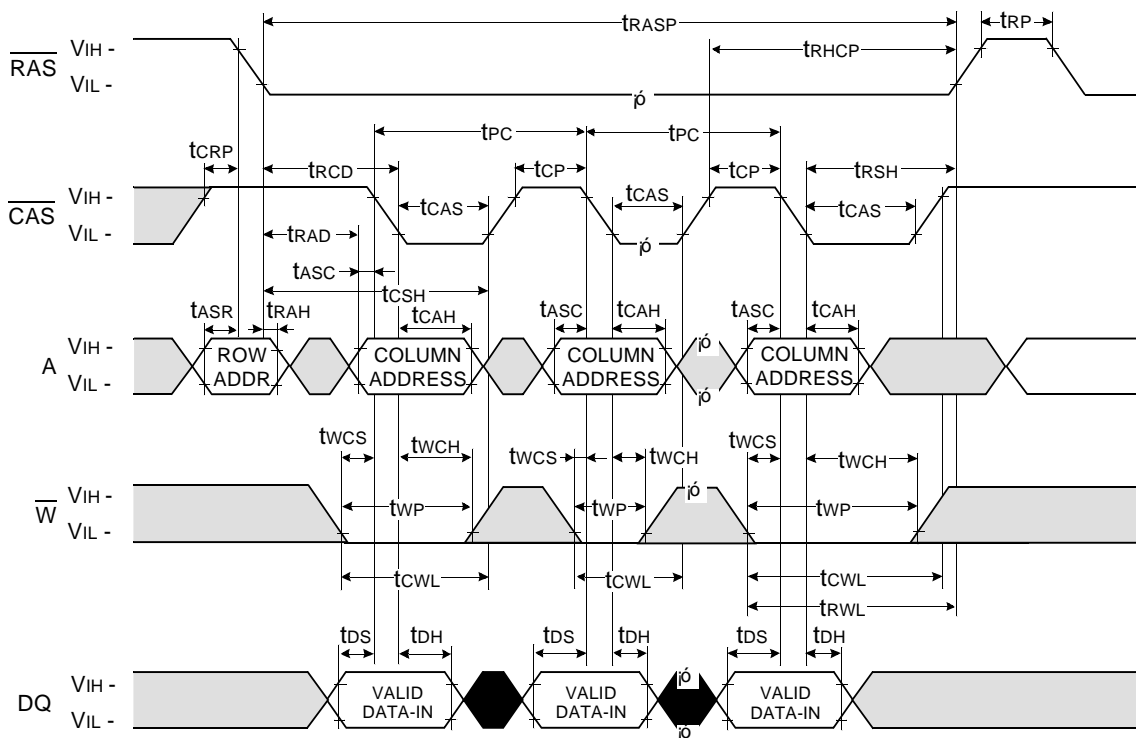 tRASP
tRP
tRHCP
RAS
VIH -
VIL -
¡ó
tPC
tPC
tCRP
tRCD
tCP
tCP
tRSH
CAS
VIH -
VIL -
tCAS
tCAS
tCAS
¡ó
tRAD
tASC
tCSH
tASR
tRAH
tCAH
tASC
tCAH
tASC
tCAH
A
VIH -
VIL -
ROW
ADDR
COLUMN
ADDRESS
COLUMN
ADDRESS
¡ó
¡ó
COLUMN
ADDRESS
tWCS
tWCH
tWCS
tWCH
tWCS
tWCH
W
VIH -
VIL -
tWP
tWP
¡ó
tWP
tCWL
tCWL
tCWL
tRWL
tDS
tDH
tDS
tDH
tDS
tDH
DQ
VIH -
VIL -
VALID
DATA-IN
VALID
DATA-IN
¡ó
¡ó
VALID
DATA-IN